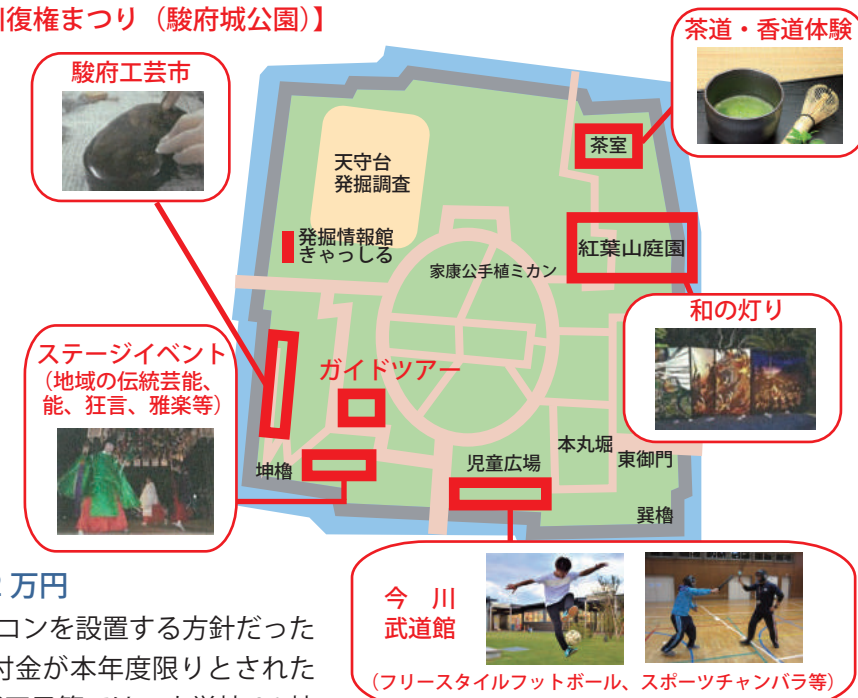 川復権まつり（駿府城公園）】
駿府工芸市
茶道・香道体験
天守台
発掘調査
茶室
発掘情報館
きゃっしる
家康公手植ミカン
紅葉山庭園
和の灯り
ステージイベント
（地域の伝統芸能、
能、狂言、雅楽等）
ガイドツアー
坤櫓
児童広場
本丸堀
東御門
巽櫓
今川
武道館
（フリースタイルフットボール、スポーツチャンバラ等）
万円
コンを設置する方針だった
付金が本年度限りとされた